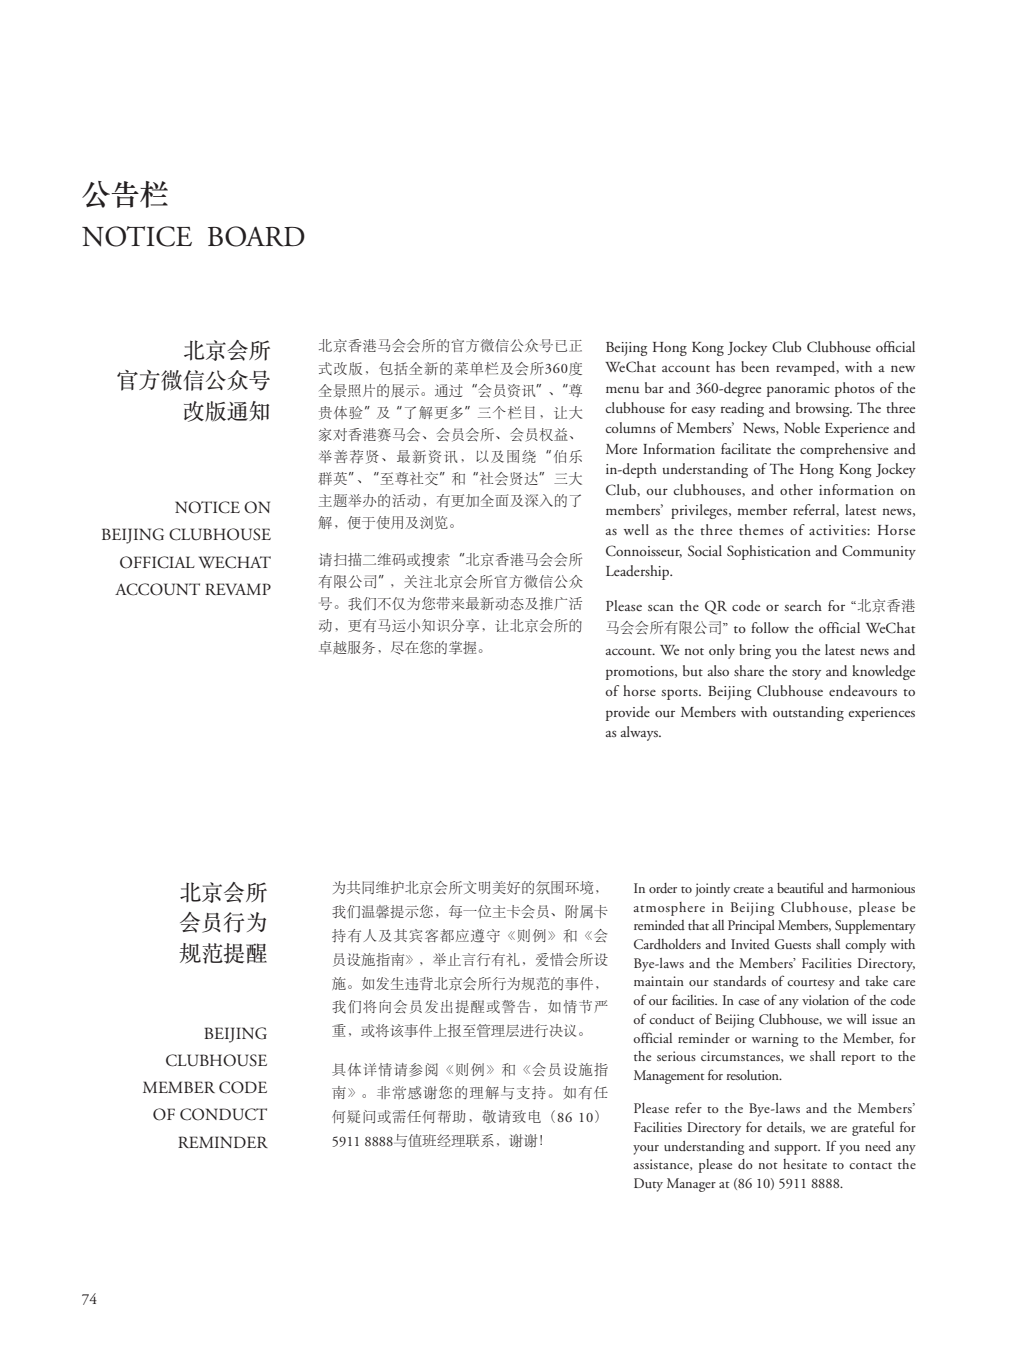 公告栏
NOTICE BOARD
北京会所
官方微信公众号
改版通知
NOTICE ON
BEIJING CLUBHOUSE
OFFICIAL WECHAT
ACCOUNT REVAMP
北京香港马会会所的官方微信公众号已正
式改版，包括全新的菜单栏及会所360度
全景照片的展示。通过“会员资讯”、“尊
贵体验”及“了解更多”三个栏目，让大
家对香港赛马会、会员会所、会员权益、
举善荐贤、最新资讯，以及围绕“伯乐
群英”、“至尊社交”和“社会贤达”三大
主题举办的活动，有更加全面及深入的了
解，便于使用及浏览。
请扫描二维码或搜索“北京香港马会会所
有限公司”，关注北京会所官方微信公众
号。我们不仅为您带来最新动态及推广活
动，更有马运小知识分享，让北京会所的
卓越服务，尽在您的掌握。
Beijing Hong Kong Jockey Club Clubhouse official
WeChat account has been revamped, with a new
menu bar and 360-degree panoramic photos of the
clubhouse for easy reading and browsing. The three
columns of Members’ News, Noble Experience and
More Information facilitate the comprehensive and
in-depth understanding of The Hong Kong Jockey
Club, our clubhouses, and other information on
members’ privileges, member referral, latest news,
as well as the three themes of activities: Horse
Connoisseur, Social Sophistication and Community
Leadership.
Please scan the QR code or search for “北京香港
马会会所有限公司” to follow the official WeChat
account. We not only bring you the latest news and
promotions, but also share the story and knowledge
of horse sports. Beijing Clubhouse endeavours to
provide our Members with outstanding experiences
as always.
北京会所
会员行为
规范提醒
BEIJING
CLUBHOUSE
MEMBER CODE
OF CONDUCT
REMINDER
为共同维护北京会所文明美好的氛围环境，
我们温馨提示您，每一位主卡会员、附属卡
持有人及其宾客都应遵守《则例》和《会
员设施指南》，举止言行有礼，爱惜会所设
施。如发生违背北京会所行为规范的事件，
我们将向会员发出提醒或警告，如情节严
重，或将该事件上报至管理层进行决议。
具体详情请参阅《则例》和《会员设施指
南》。非常感谢您的理解与支持。如有任
何疑问或需任何帮助，敬请致电（86 10）
5911 8888与值班经理联系，谢谢！
In order to jointly create a beautiful and harmonious
atmosphere in Beijing Clubhouse, please be
reminded that all Principal Members, Supplementary
Cardholders and Invited Guests shall comply with
Bye-laws and the Members’ Facilities Directory,
maintain our standards of courtesy and take care
of our facilities. In case of any violation of the code
of conduct of Beijing Clubhouse, we will issue an
official reminder or warning to the Member, for
the serious circumstances, we shall report to the
Management for resolution.
Please refer to the Bye-laws and the Members’
Facilities Directory for details, we are grateful for
your understanding and support. If you need any
assistance, please do not hesitate to contact the
Duty Manager at (86 10) 5911 8888.
74